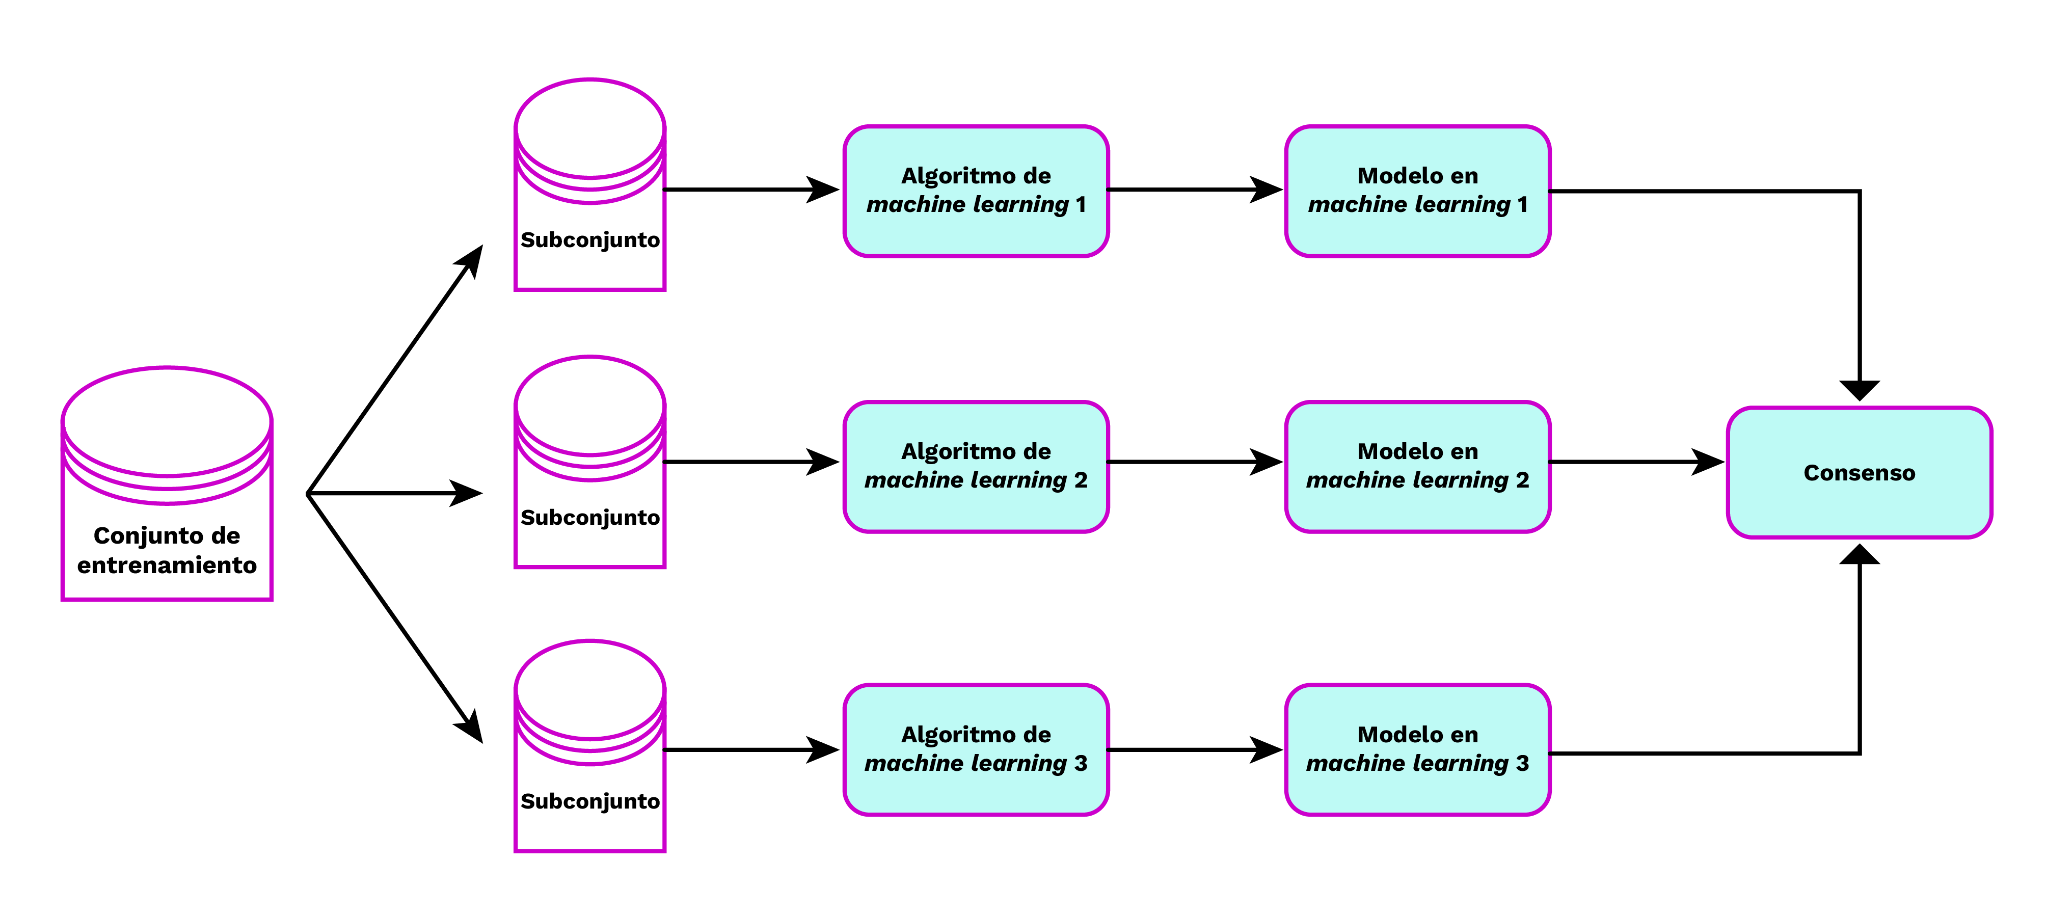 Subconjunto
Algoritmo de
machine learning 1
Modelo en
machine learning 1
Conjunto de
entrenamiento
Subconjunto
Algoritmo de
machine learning 2
Modelo en
machine learning 2
Consenso
Subconjunto
Algoritmo de
machine learning 3
Modelo en
machine learning 3